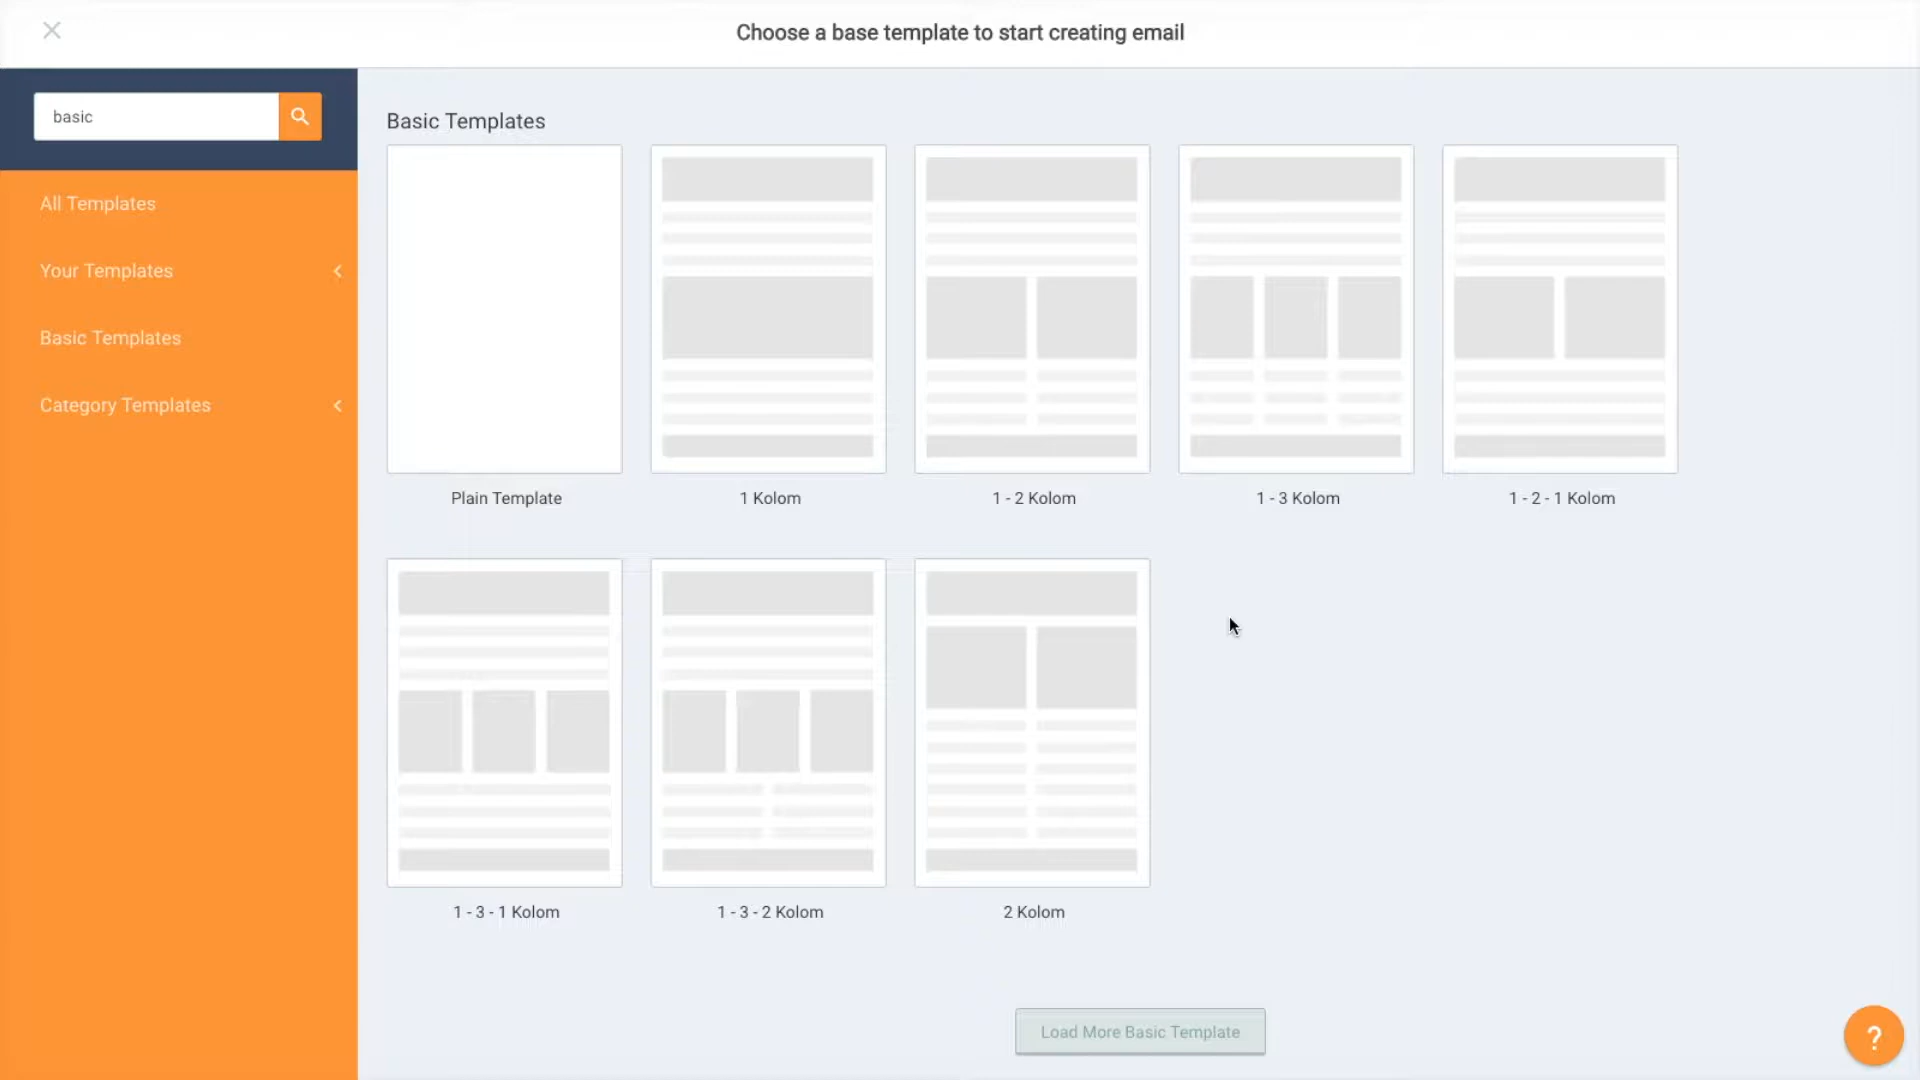 Choose a base template to start creating email
basic
All Templates
Your Templates
Basic Templates
Category Templates
Basic Templates
Plain Template
1 Kolom
1 - 2 Kolom
1 - 3 Kolom
1 - 2 - 1 Kolom
1 - 3 - 1 Kolom
1 - 3 - 2 Kolom
2 Kolom
Load More Basic Template
?